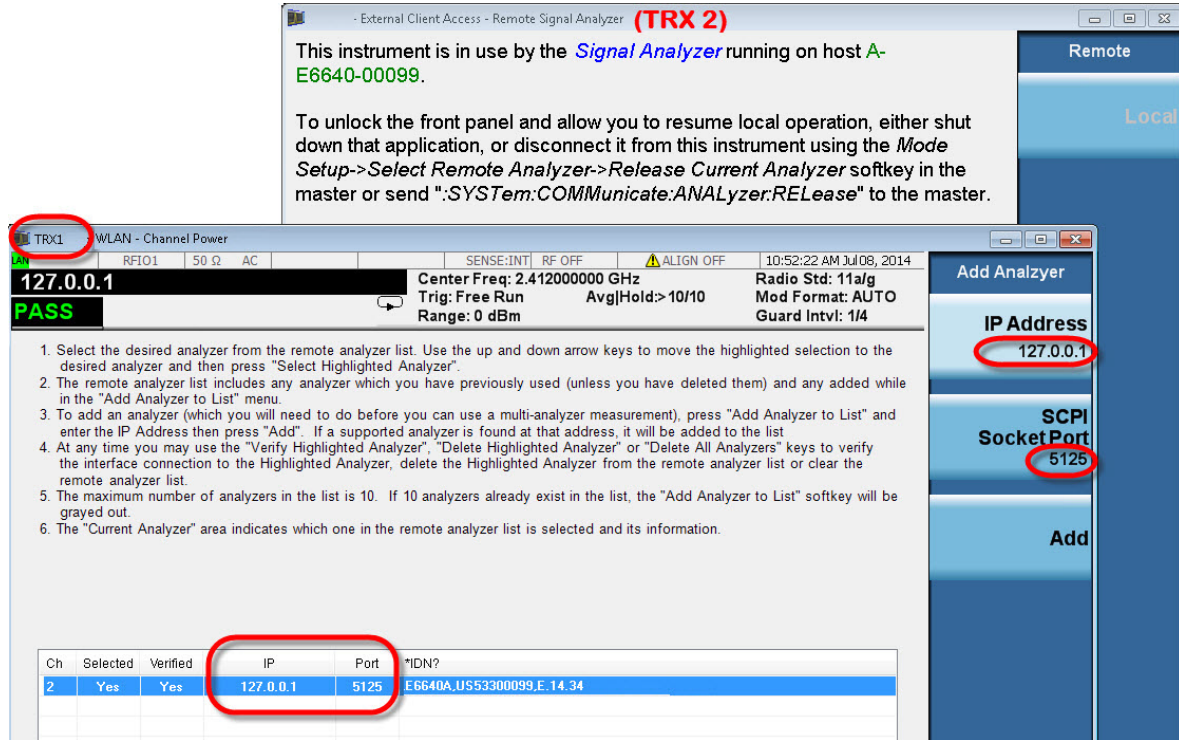 - External Client Access - Remote Signal Analyzer (TRX 2)
This instrument is in use by the Signal Analyzer running on host A-
E6640-00099.
To unlock the front panel and allow you to resume local operation, either shut
down that application, or disconnect it from this instrument using the Mode
Setup->Select Remote Analyzer->Release Current Analyzer softkey in the
master or send ":SYSTem:COMMunicate:ANALyzer:RELease" to the master.
Remote
Local
TRX1 - WLAN - Channel Power
LAN RFIO1 50 Ω AC SENSE:INT RF OFF ALIGN OFF 10:52:22 AM Jul 08, 2014
127.0.0.1
PASS
Center Freq: 2.412000000 GHz Radio Std: 11a/g
Trig: Free Run Avg|Hold:>10/10 Mod Format: AUTO
Range: 0 dBm Guard Intvl: 1/4
1. Select the desired analyzer from the remote analyzer list. Use the up and down arrow keys to move the highlighted selection to the
desired analyzer and then press "Select Highlighted Analyzer".
2. The remote analyzer list includes any analyzer which you have previously used (unless you have deleted them) and any added while
in the "Add Analyzer to List" menu.
3. To add an analyzer (which you will need to do before you can use a multi-analyzer measurement), press "Add Analyzer to List" and
enter the IP Address then press "Add". If a supported analyzer is found at that address, it will be added to the list
4. At any time you may use the "Verify Highlighted Analyzer", "Delete Highlighted Analyzer" or "Delete All Analyzers" keys to verify
the interface connection to the Highlighted Analyzer, delete the Highlighted Analyzer from the remote analyzer list or clear the
remote analyzer list.
5. The maximum number of analyzers in the list is 10. If 10 analyzers already exist in the list, the "Add Analyzer to List" softkey will be
grayed out.
6. The "Current Analyzer" area indicates which one in the remote analyzer list is selected and its information.
Ch Selected Verified IP Port *IDN?
2 Yes Yes 127.0.0.1 5125 E6640A,US53300099,E.14.34
Add Analzyer
IP Address
127.0.0.1
SCPI
Socket Port
5125
Add